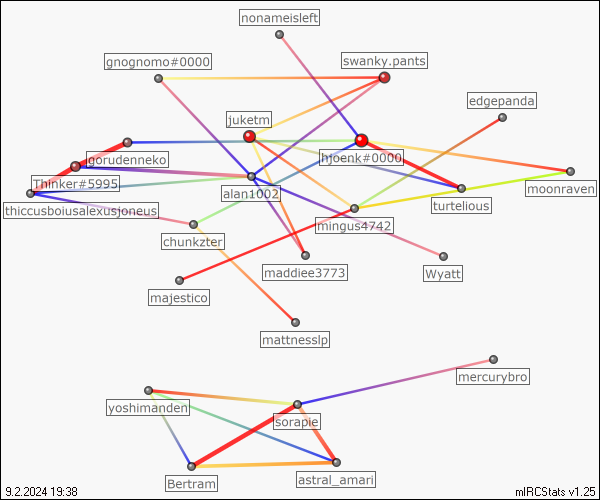 nonameisleft
gnognomo#0000
swanky.pants
edgepanda
juketm
gorudenneko
hjoenk#0000
Thinker#5995
moonraven
alan1002
turtelious
thiccusboiusalexusjoneus
mingus4742
chunkzter
maddiee3773
Wyatt
majestico
mattnesslp
mercurybro
yoshimanden
sorapie
Bertram
astral_amari
9.2.2024 19:38
mIRCStats v1.25